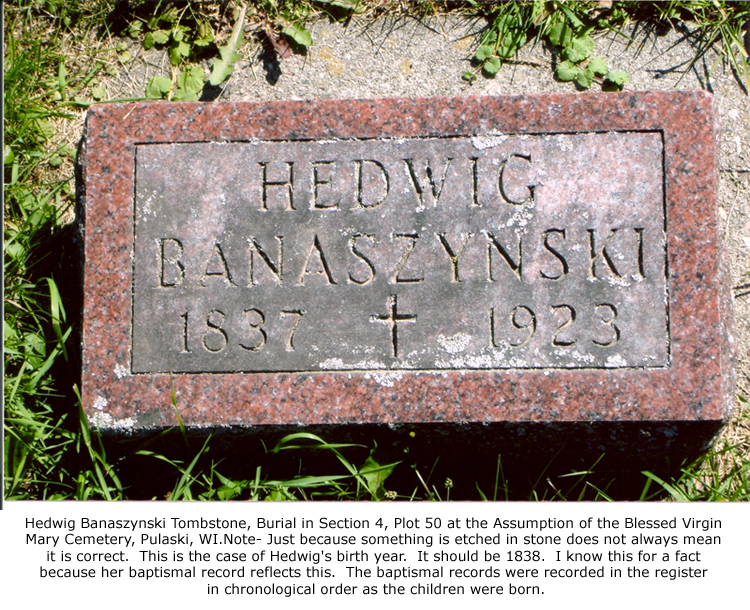 HEDWIG
BANASZYNSKI
1837 1923
Hedwig Banaszynski Tombstone, Burial in Section 4, Plot 50 at the Assumption of the Blessed Virgin
Mary Cemetery, Pulaski, WI.Note- Just because something is etched in stone does not always mean
it is correct. This is the case of Hedwig's birth year. It should be 1838. I know this for a fact
because her baptismal record reflects this. The baptismal records were recorded in the register
in chronological order as the children were born.